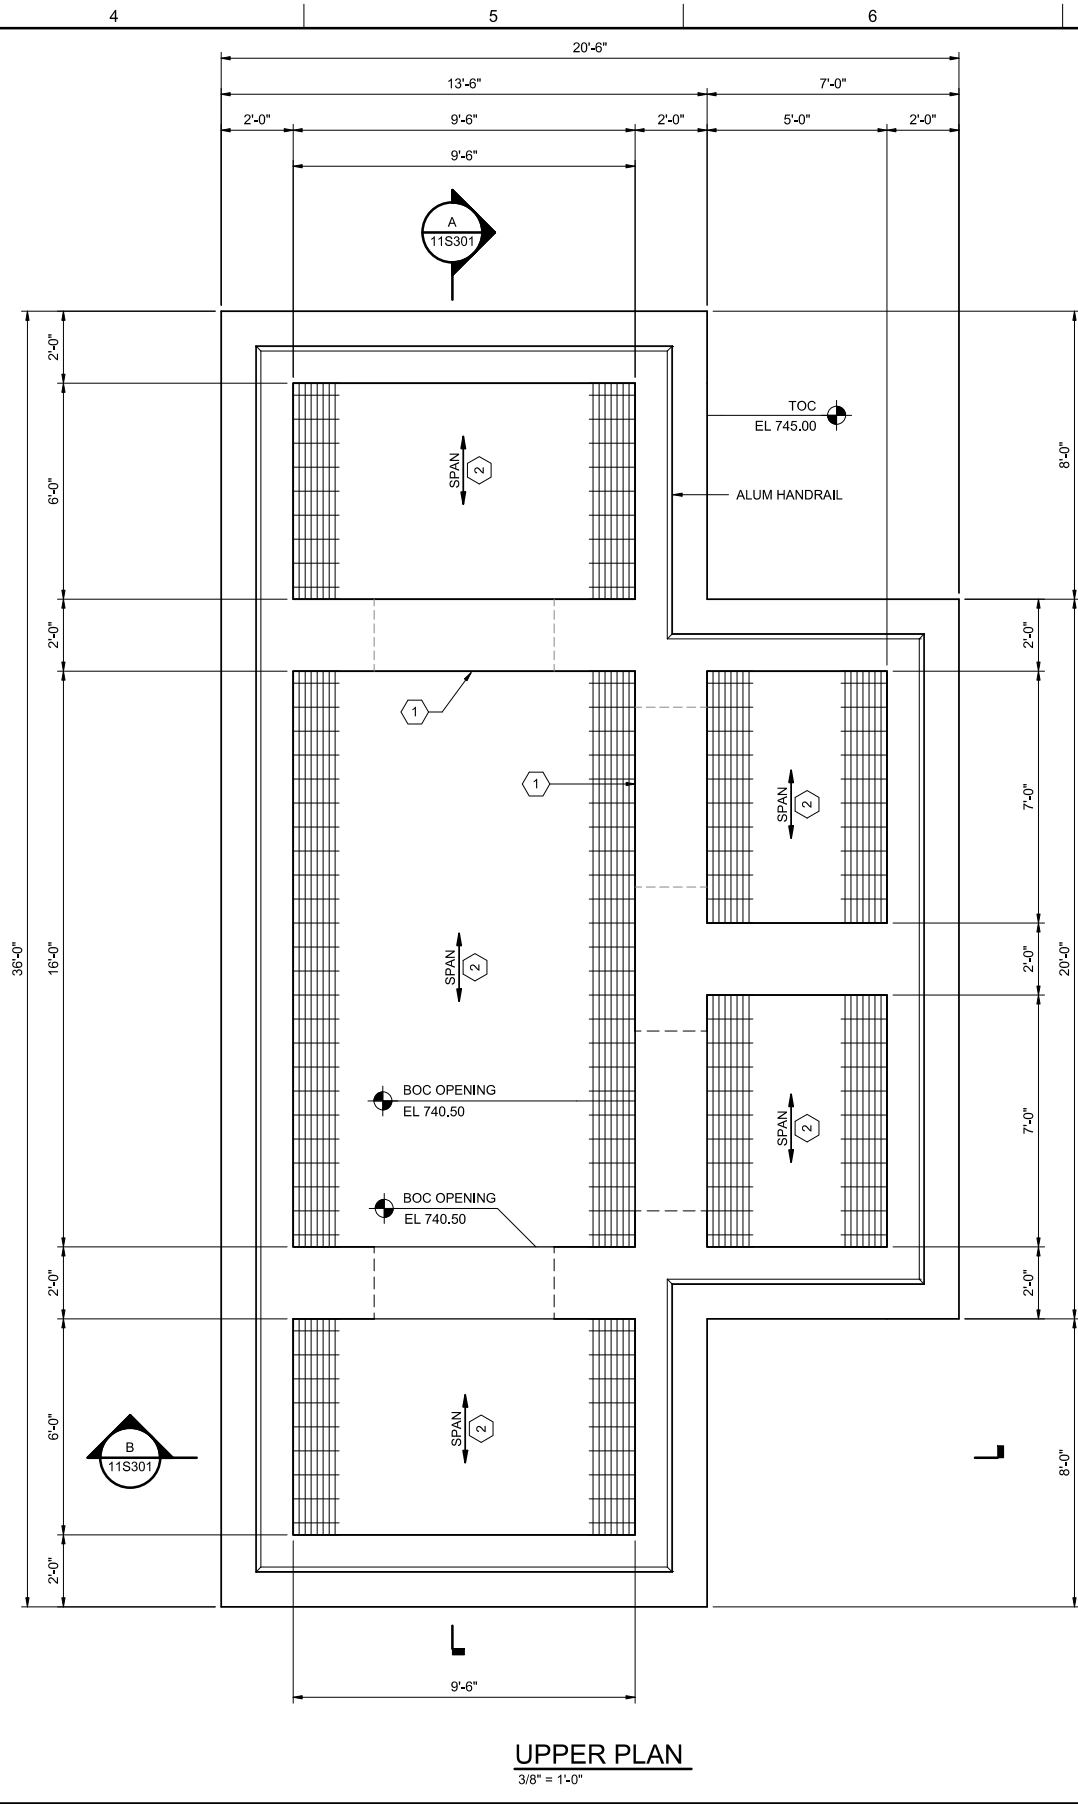 4
5
6
20'-6"
13'-6"
7'-0"
2'-0"
9'-6"
2'-0"
5'-0"
2'-0"
9'-6"
A
11S301
2'-0"
6'-0"
2'-0"
16'-0"
36'-0"
2'-0"
6'-0"
2'-0"
TOC
EL 745.00
ALUM HANDRAIL
8'-0"
SPAN
2
1
1
2'-0"
7'-0"
2'-0"
20'-0"
7'-0"
2'-0"
8'-0"
SPAN
2
SPAN
2
BOC OPENING
EL 740.50
SPAN
2
BOC OPENING
EL 740.50
SPAN
2
B
11S301
9'-6"
UPPER PLAN
3/8" = 1'-0"